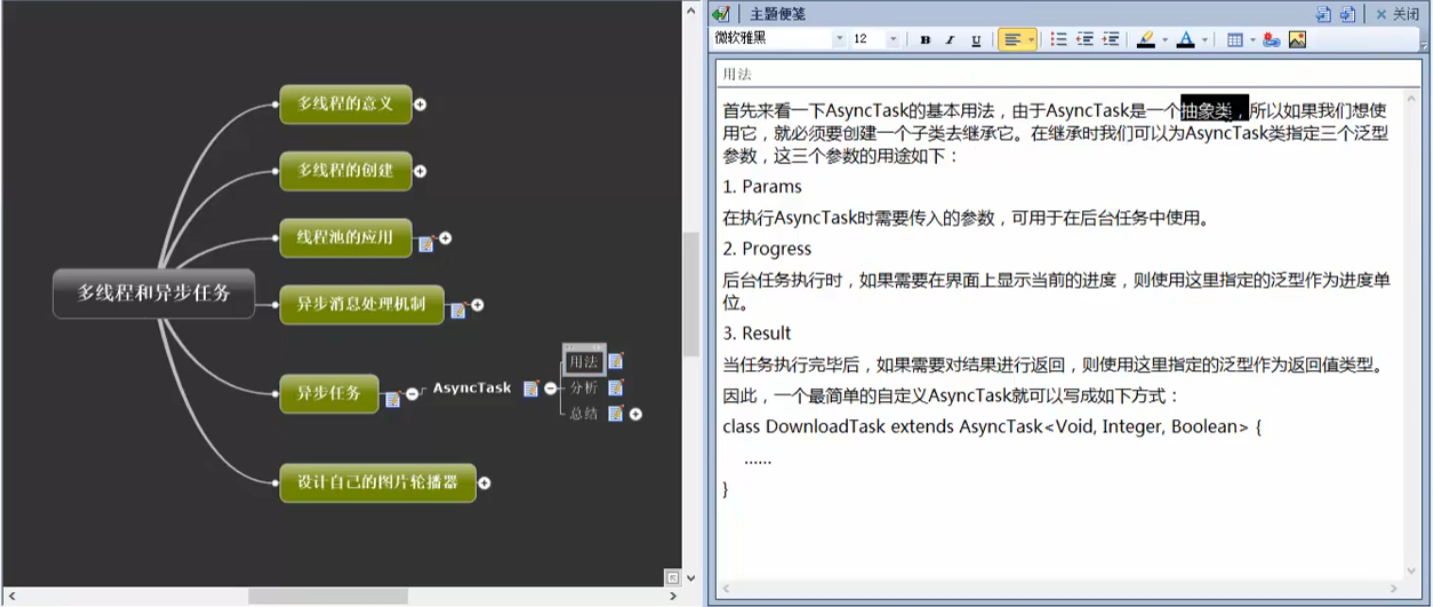 多线程和异步任务
多线程的意义
多线程的创建
线程池的应用
异步消息处理机制
异步任务
AsyncTask
用法
分析
总结
设计自己的图片轮播器
主题便笺
关闭
微软雅黑
12
B I U
A
用法
首先来看一下AsyncTask的基本用法，由于AsyncTask是一个抽象类，所以如果我们想使
用它，就必须要创建一个子类去继承它。在继承时我们可以为AsyncTask类指定三个泛型
参数，这三个参数的用途如下：
1. Params
在执行AsyncTask时需要传入的参数，可用于在后台任务中使用。
2. Progress
后台任务执行时，如果需要在界面上显示当前的进度，则使用这里指定的泛型作为进度单
位。
3. Result
当任务执行完毕后，如果需要对结果进行返回，则使用这里指定的泛型作为返回值类型。
因此，一个最简单的自定义AsyncTask就可以写成如下方式：
class DownloadTask extends AsyncTask<Void, Integer, Boolean> {
......
}